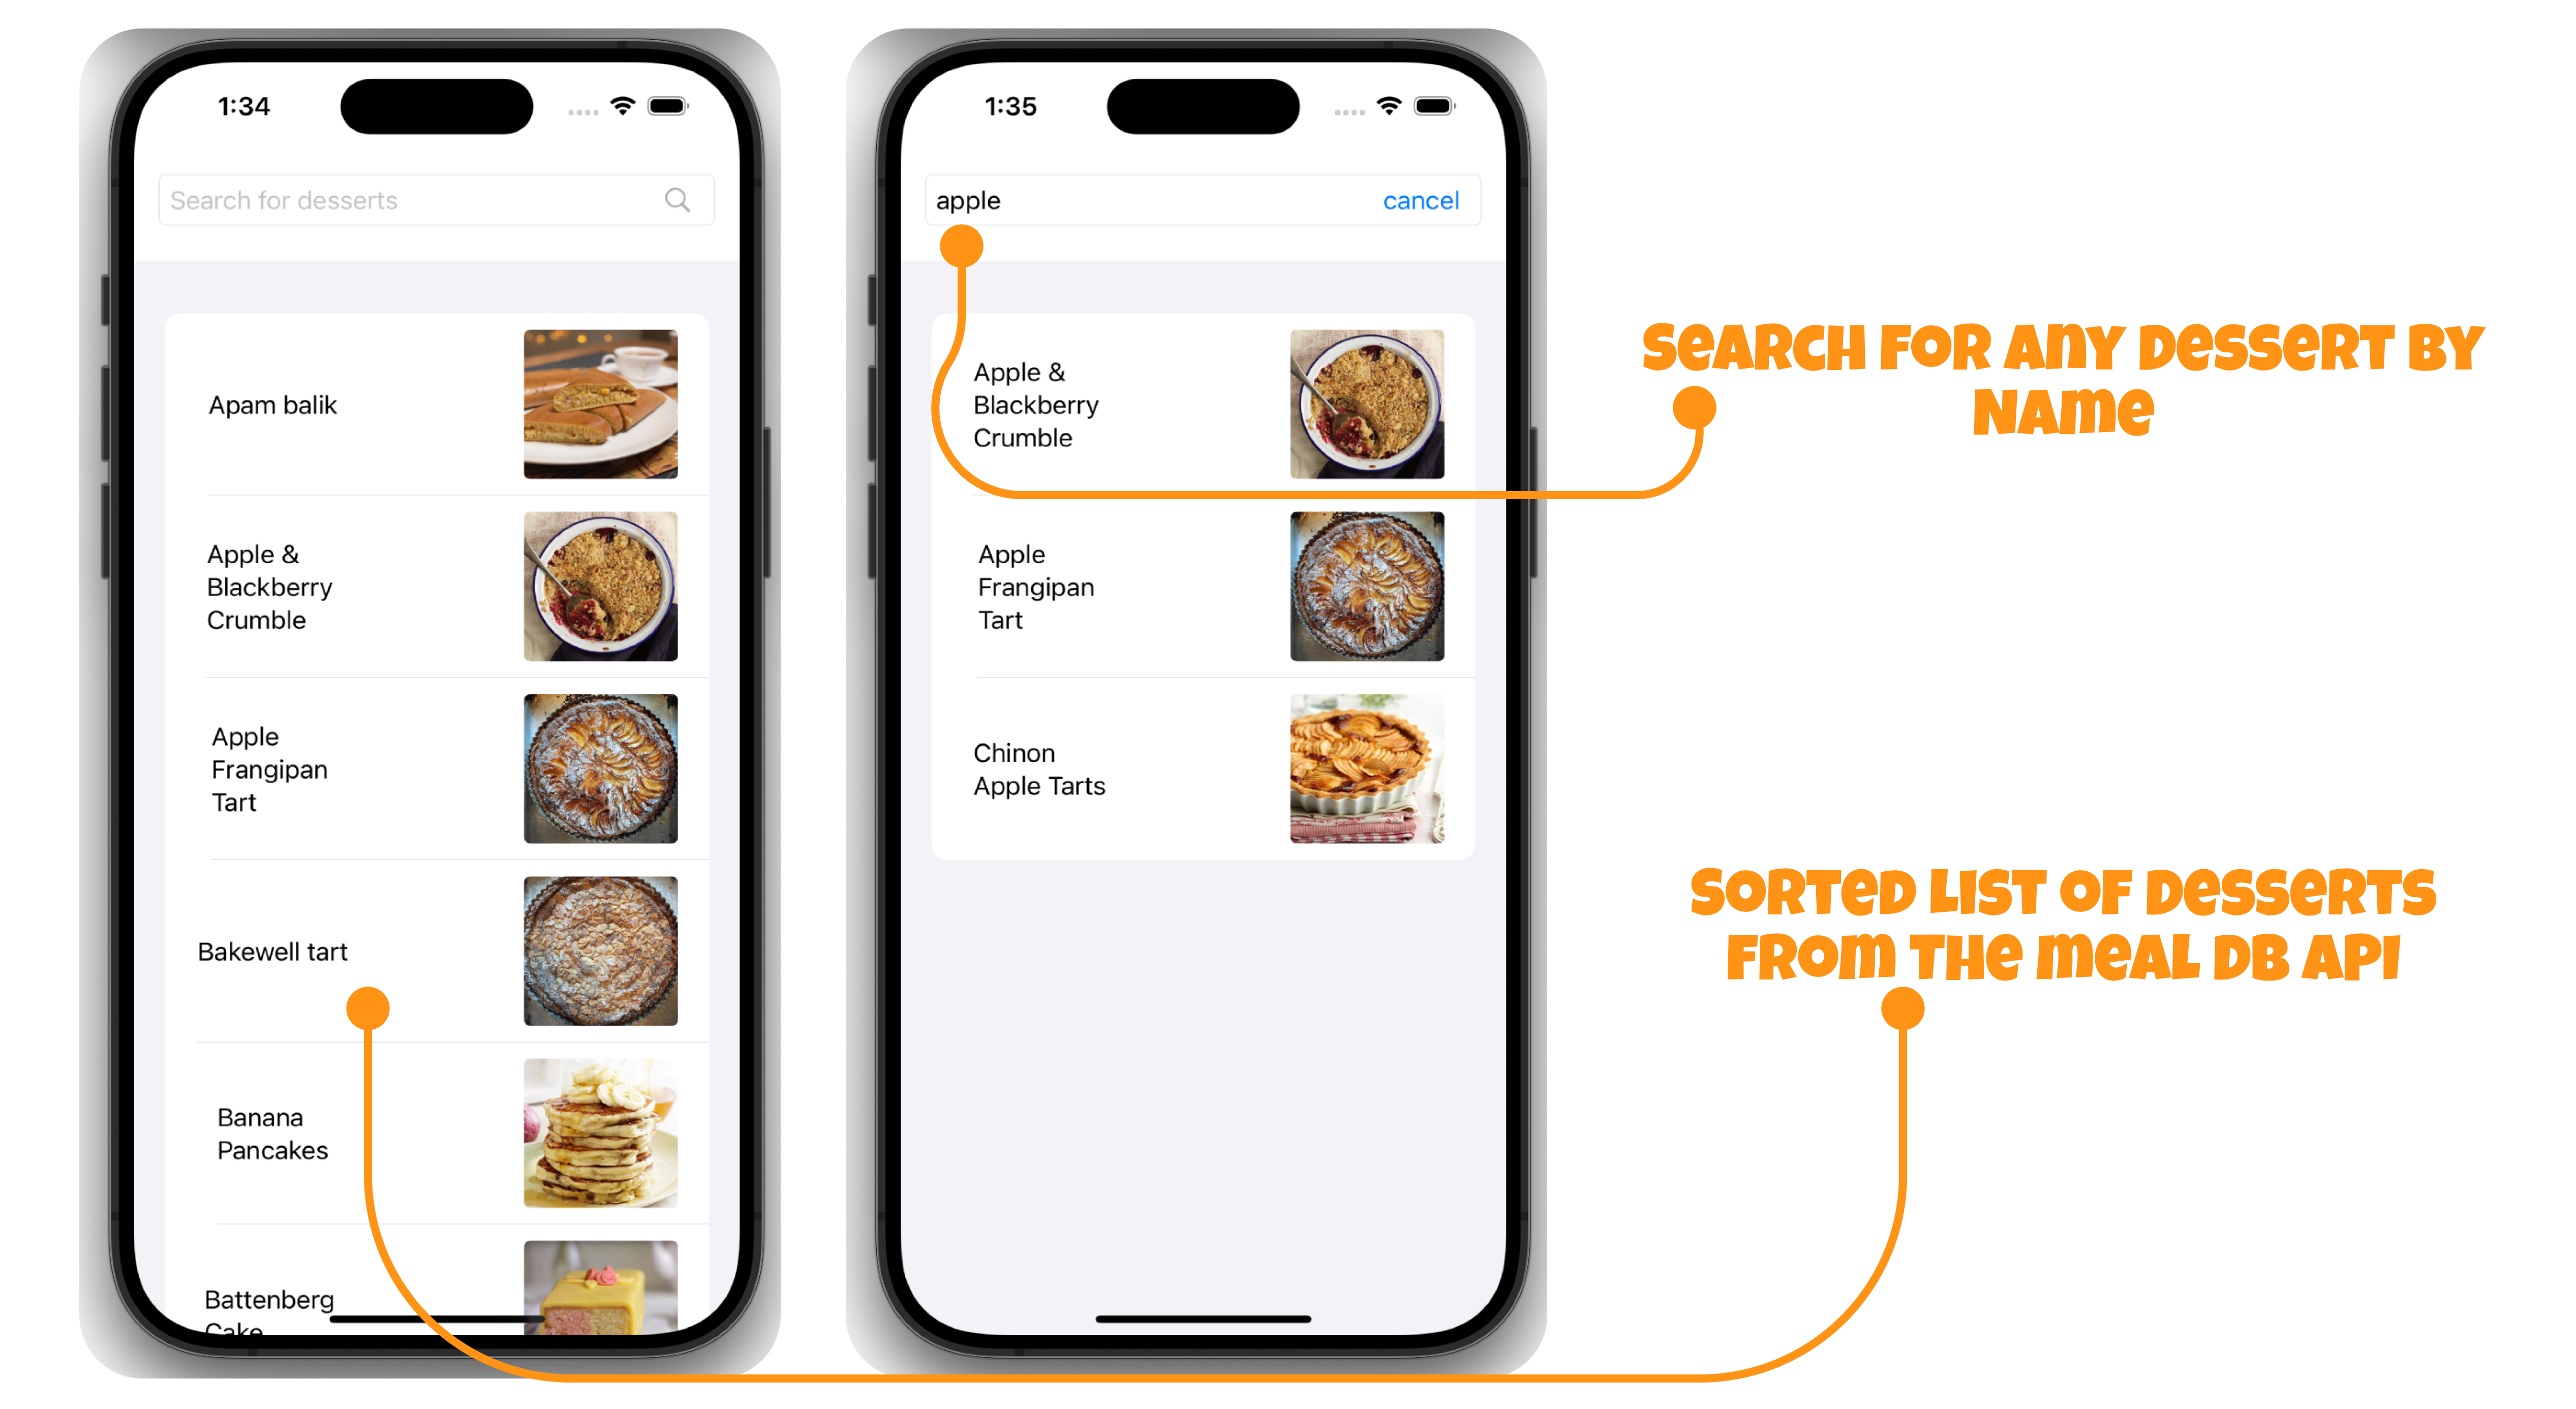 1:34
Search for desserts
Apam balik
Apple &
Blackberry
Crumble
Apple
Frangipan
Tart
Bakewell tart
Banana
Pancakes
Battenberg
Cake
1:35
apple
cancel
Apple &
Blackberry
Crumble
Apple
Frangipan
Tart
Chinon
Apple Tarts
SEARCH FOR ANY DESSERT BY
NAME
SORTED LIST OF DESSERTS
FROM THE MEAL DB API